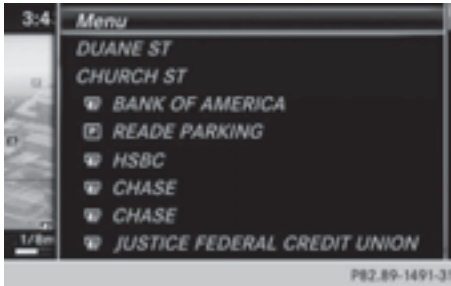 3:4
Menu
DUANE ST
CHURCH ST
BANK OF AMERICA
P READE PARKING
HSBC
CHASE
CHASE
JUSTICE FEDERAL CREDIT UNION
1/8m
P82.89-1491-31